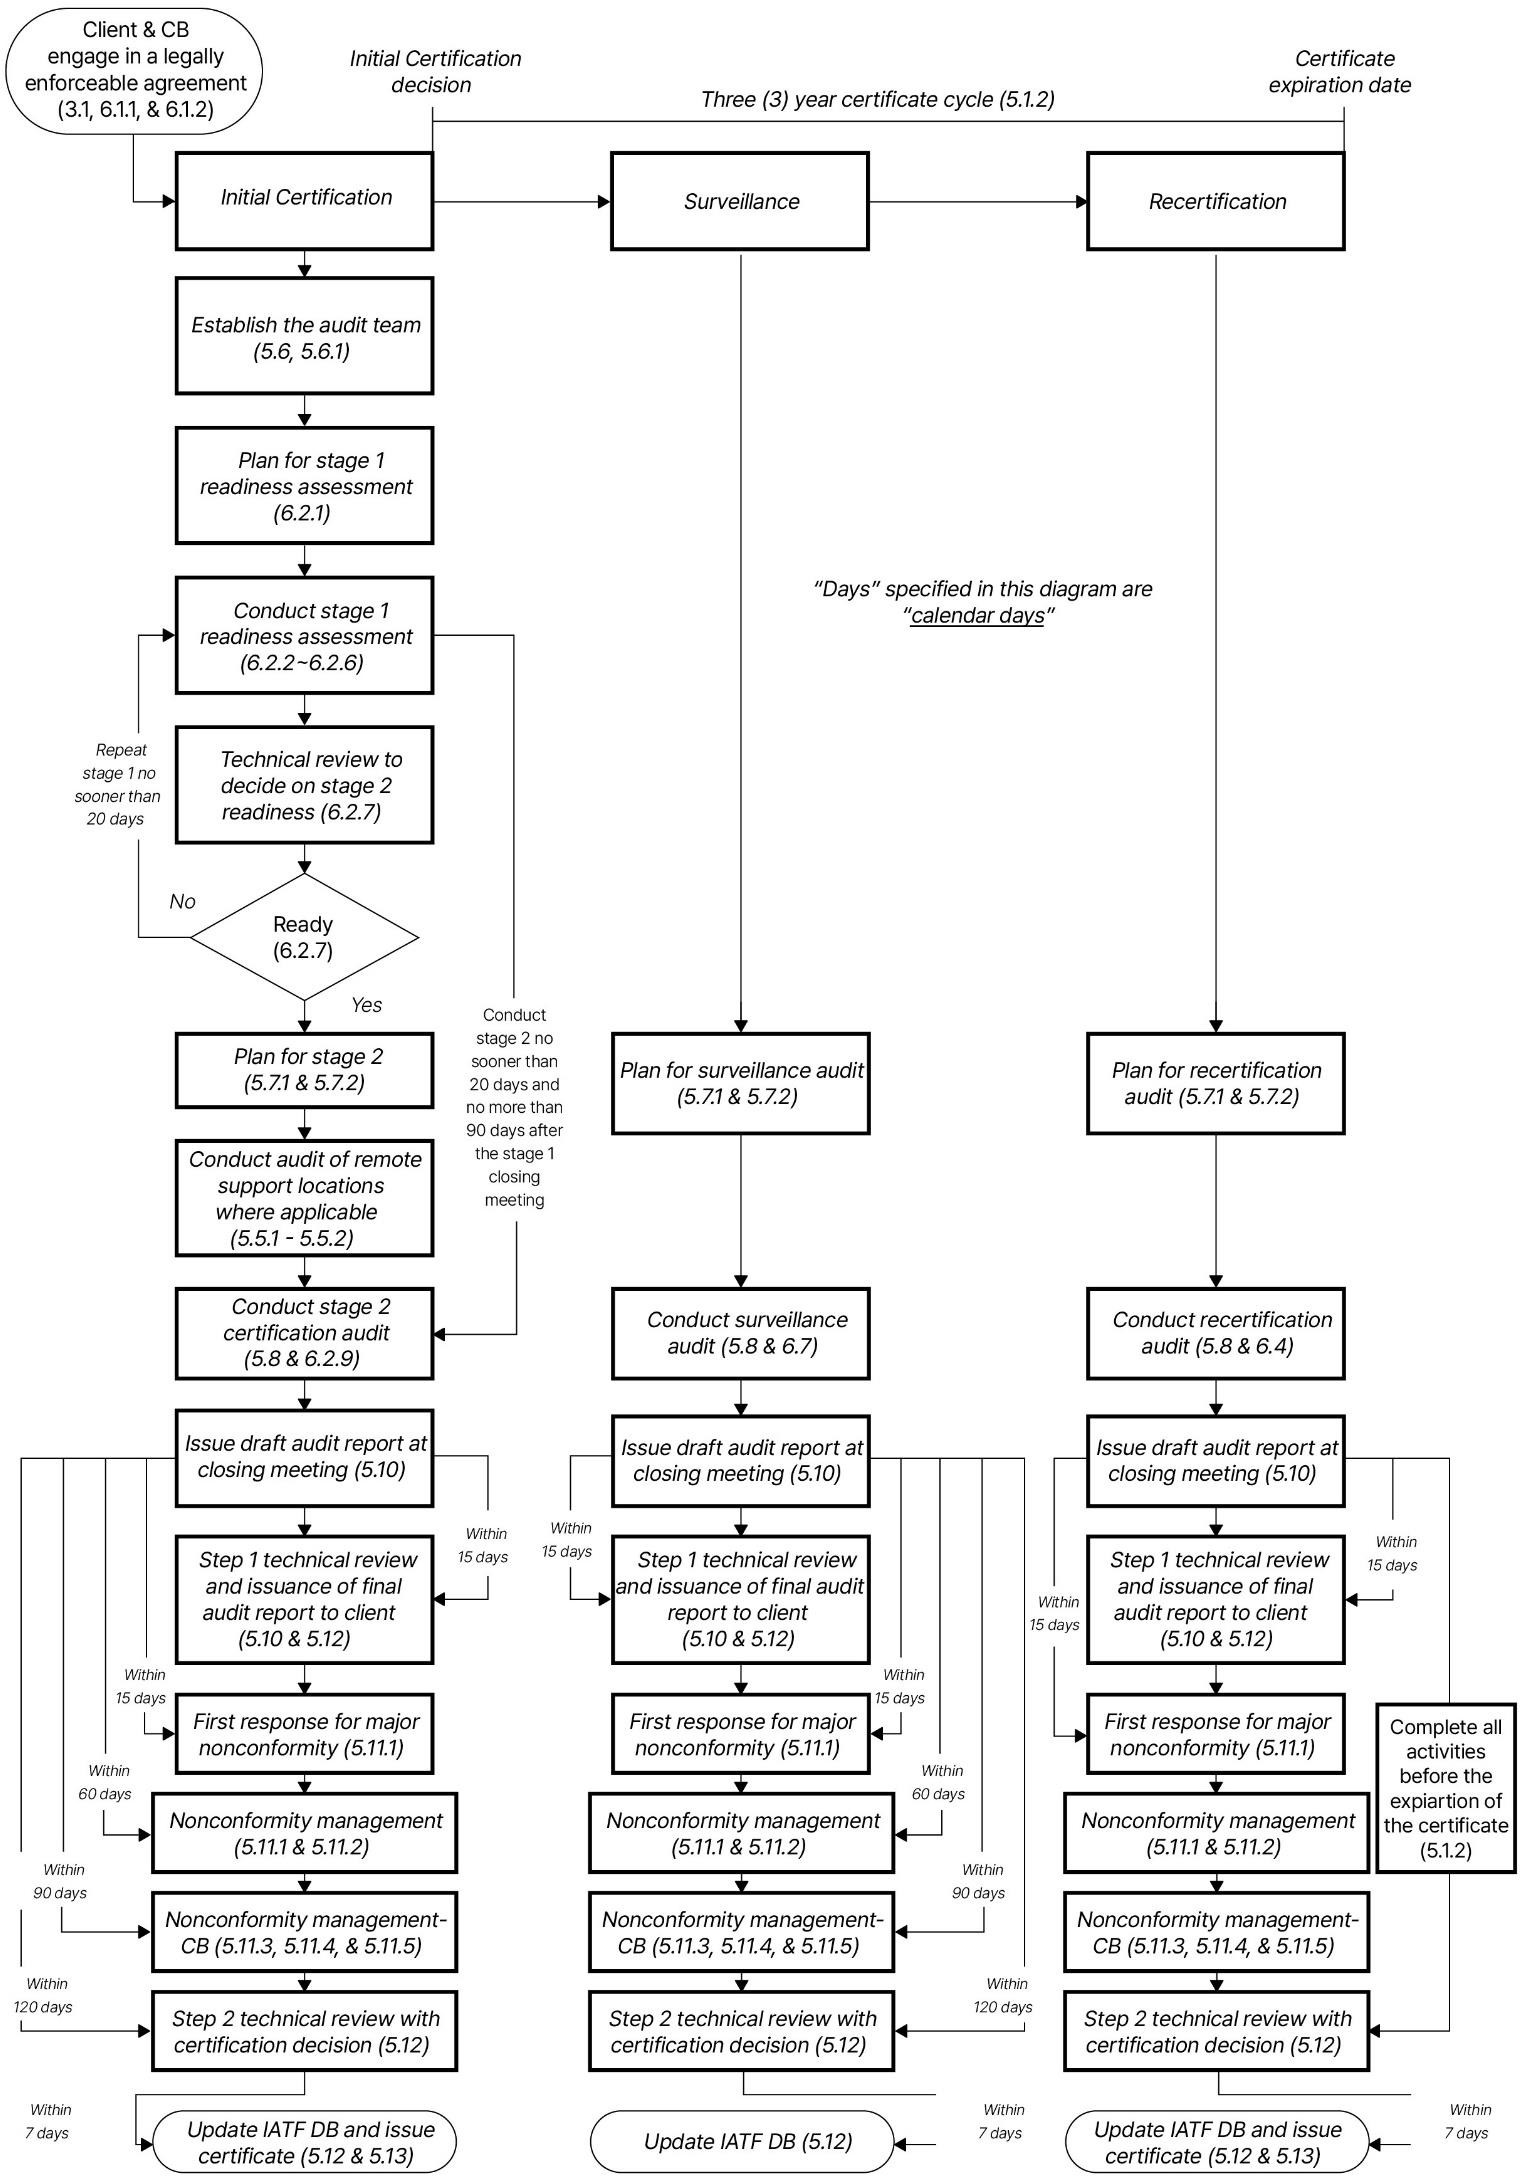 Client & CB
engage in a legally
enforceable agreement
(3.1, 6.1.1, & 6.1.2)
Initial Certification
decision
Three (3) year certificate cycle (5.1.2)
Certificate
expiration date
Initial Certification
Surveillance
Recertification
Establish the audit team
(5.6, 5.6.1)
Plan for stage 1
readiness assessment
(6.2.1)
"Days" specified in this diagram are
"calendar days"
Conduct stage 1
readiness assessment
(6.2.2~6.2.6)
Repeat
stage 1 no
sooner than
20 days
Technical review to
decide on stage 2
readiness (6.2.7)
No
Ready
(6.2.7)
Yes
Conduct
stage 2 no
sooner than
20 days and
no more than
90 days after
the stage 1
closing
meeting
Plan for stage 2
(5.7.1 & 5.7.2)
Conduct audit of remote
support locations
where applicable
(5.5.1 - 5.5.2)
Conduct stage 2
certification audit
(5.8 & 6.2.9)
Issue draft audit report at
closing meeting (5.10)
Within
15 days
Step 1 technical review
and issuance of final
audit report to client
(5.10 & 5.12)
Within
15 days
First response for major
nonconformity (5.11.1)
Within
60 days
Nonconformity management
(5.11.1 & 5.11.2)
Within
90 days
Nonconformity management-
CB (5.11.3, 5.11.4, & 5.11.5)
Within
120 days
Step 2 technical review with
certification decision (5.12)
Within
7 days
Update IATF DB and issue
certificate (5.12 & 5.13)
Plan for surveillance audit
(5.7.1 & 5.7.2)
Conduct surveillance
audit (5.8 & 6.7)
Issue draft audit report at
closing meeting (5.10)
Within
15 days
Step 1 technical review
and issuance of final audit
report to client
(5.10 & 5.12)
Within
15 days
First response for major
nonconformity (5.11.1)
Within
60 days
Nonconformity management
(5.11.1 & 5.11.2)
Within
90 days
Nonconformity management-
CB (5.11.3, 5.11.4, & 5.11.5)
Within
120 days
Step 2 technical review with
certification decision (5.12)
Within
7 days
Update IATF DB (5.12)
Plan for recertification
audit (5.7.1 & 5.7.2)
Conduct recertification
audit (5.8 & 6.4)
Issue draft audit report at
closing meeting (5.10)
Within
15 days
Step 1 technical review
and issuance of final
audit report to client
(5.10 & 5.12)
Within
15 days
First response for major
nonconformity (5.11.1)
Complete all
activities
before the
expiartion of
the certificate
(5.1.2)
Nonconformity management
(5.11.1 & 5.11.2)
Nonconformity management-
CB (5.11.3, 5.11.4, & 5.11.5)
Step 2 technical review with
certification decision (5.12)
Within
7 days
Update IATF DB and issue
certificate (5.12 & 5.13)